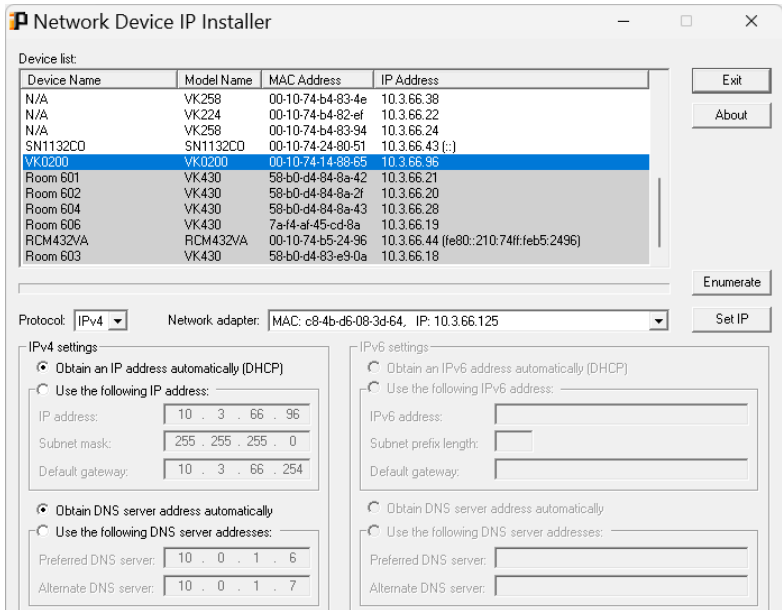 Network Device IP Installer
Device list:
Device Name Model Name MAC Address IP Address
N/A VK258 00-10-74-b4-83-4e 10.3.66.38
N/A VK224 00-10-74-b4-82-ef 10.3.66.22
N/A VK258 00-10-74-b4-83-94 10.3.66.24
SN1132CO SN1132CO 00-10-74-24-80-51 10.3.66.43 (::)
VK0200 VK0200 00-10-74-14-88-65 10.3.66.96
Room 601 VK430 58-b0-d4-84-8a-42 10.3.66.21
Room 602 VK430 58-b0-d4-84-8a-2f 10.3.66.20
Room 604 VK430 58-b0-d4-84-8a-43 10.3.66.28
Room 606 VK430 7a-f4-af-45-cd-8a 10.3.66.19
RCM432VA RCM432VA 00-10-74-b5-24-96 10.3.66.44 (fe80::210:74ff:feb5:2496)
Room 603 VK430 58-b0-d4-83-e9-0a 10.3.66.18
Exit
About
Enumerate
Protocol: IPv4 Network adapter: MAC: c8-4b-d6-08-3d-64, IP: 10.3.66.125
Set IP
IPv4 settings
Obtain an IP address automatically (DHCP)
Use the following IP address:
IP address: 10 . 3 . 66 . 96
Subnet mask: 255 . 255 . 255 . 0
Default gateway: 10 . 3 . 66 . 254
Obtain DNS server address automatically
Use the following DNS server addresses:
Preferred DNS server: 10 . 0 . 1 . 6
Alternate DNS server: 10 . 0 . 1 . 7
IPv6 settings
Obtain an IPv6 address automatically (DHCP)
Use the following IPv6 address:
IPv6 address:
Subnet prefix length:
Default gateway:
Obtain DNS server address automatically
Use the following DNS server addresses:
Preferred DNS server:
Alternate DNS server: